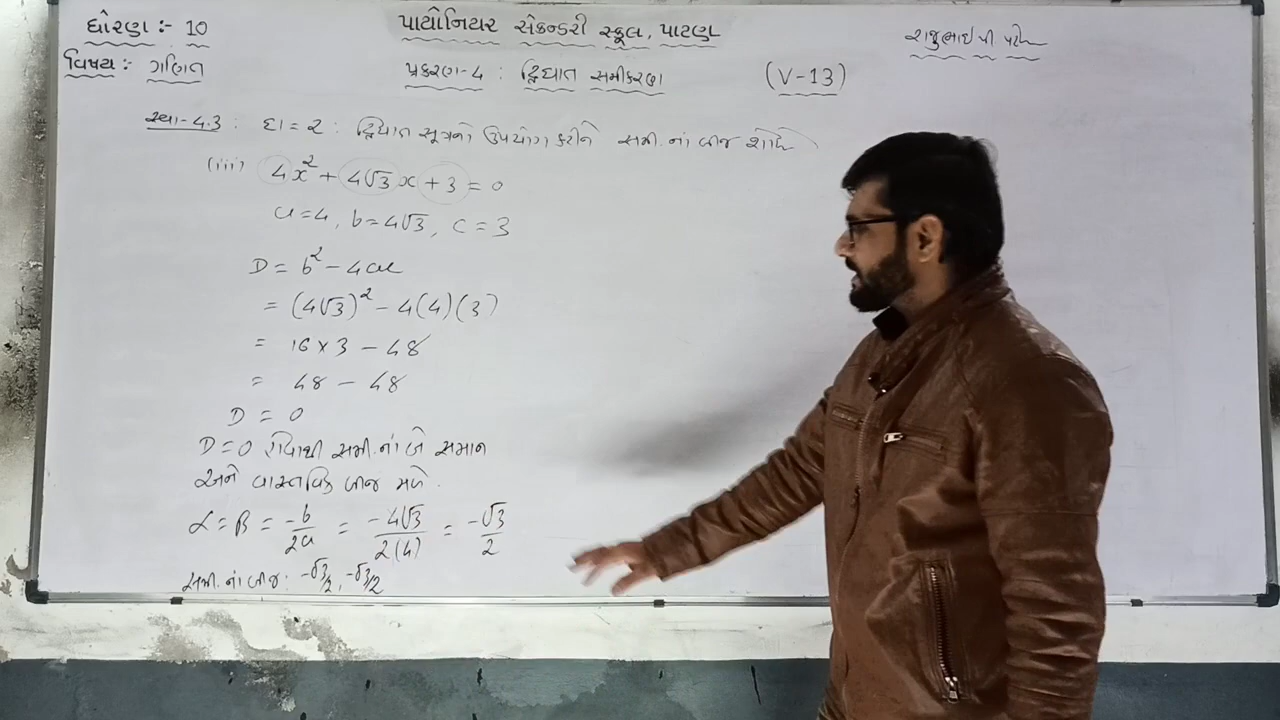 ધોરણ :- 10
પાયોનિયર સેકન્ડરી સ્કૂલ, પાટણ
રાજુભાઇ પી. પટેલ
વિષય : ગણિત
પ્રકરણ-4 : દ્વિઘાત સમીકરણ
(V-13)
સ્વા-4.3 : દા = 2 : દ્વિઘાત સૂત્રનો ઉપયોગ કરીને સમી.નાં બીજ શોધો
(iii) 4x² + 4√3 x + 3 = 0
a = 4, b = 4√3, c = 3
D = b² - 4ac
= (4√3)² - 4(4)(3)
= 16 × 3 - 48
= 48 - 48
D = 0
D = 0 હોવાથી સમી.નાં બે સમાન
અને વાસ્તવિક બીજ મળે.
α = β = -b/2a = -4√3/2(4) = -√3/2
સમી.નાં બીજ : -√3/2, -√3/2